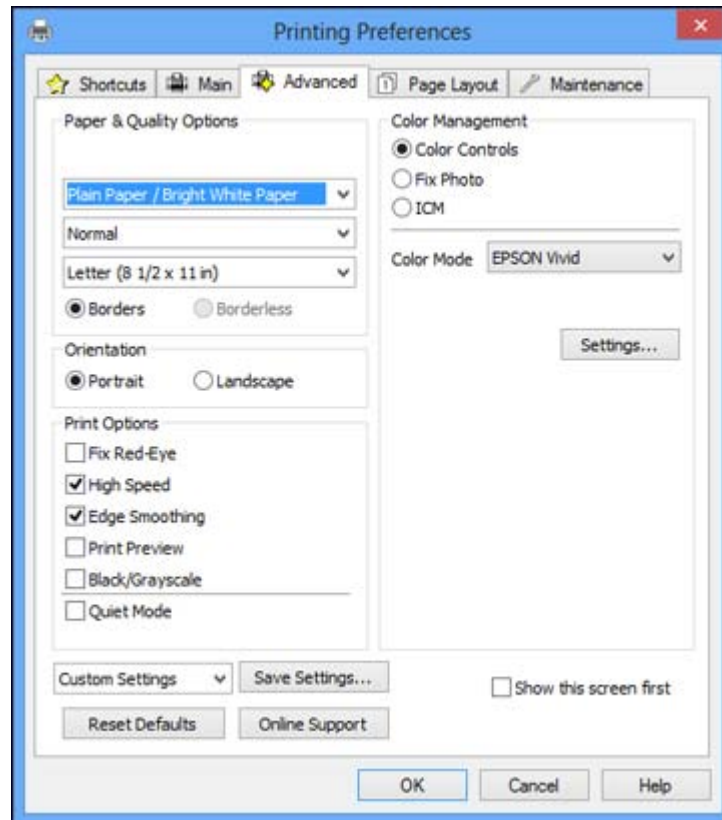 Printing Preferences
Shortcuts Main Advanced 1 Page Layout Maintenance
Paper & Quality Options
Plain Paper / Bright White Paper
Normal
Letter (8 1/2 x 11 in)
Borders Borderless
Orientation
Portrait Landscape
Print Options
Fix Red-Eye
High Speed
Edge Smoothing
Print Preview
Black/Grayscale
Quiet Mode
Color Management
Color Controls
Fix Photo
ICM
Color Mode EPSON Vivid
Settings...
Custom Settings Save Settings...
Show this screen first
Reset Defaults Online Support
OK Cancel Help